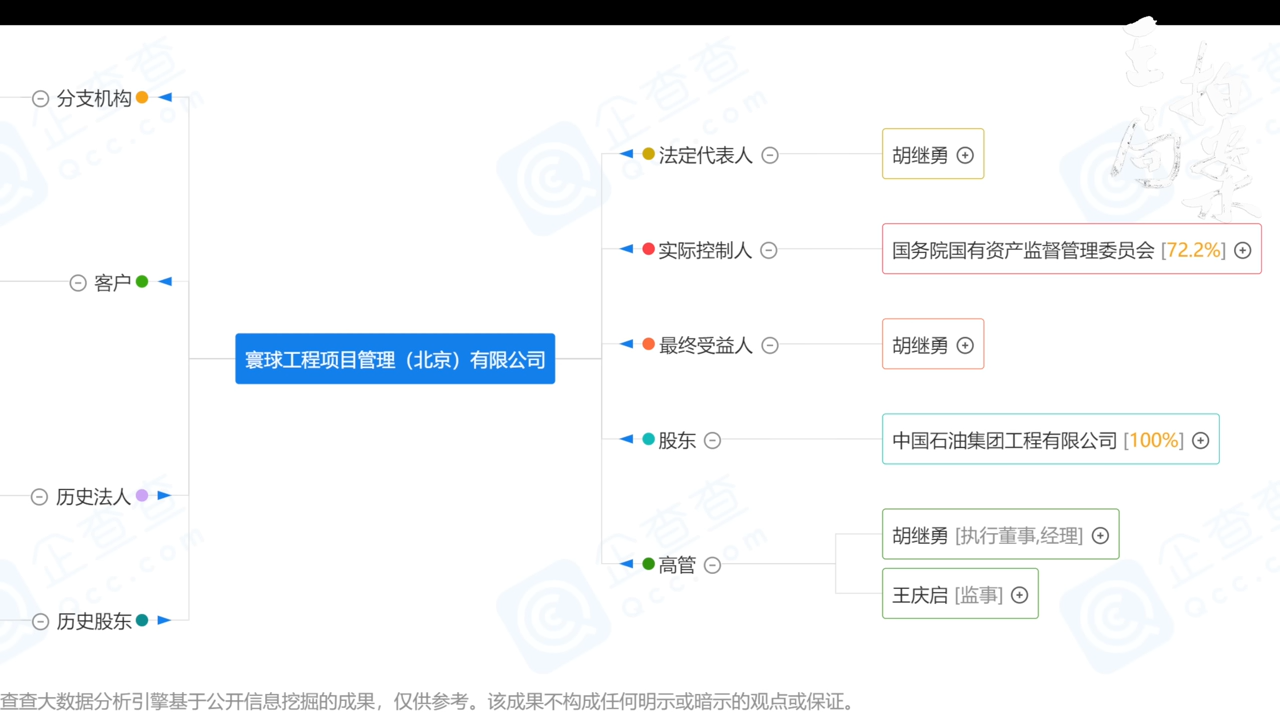 分支机构
客户
历史法人
历史股东
寰球工程项目管理（北京）有限公司
法定代表人
胡继勇
实际控制人
国务院国有资产监督管理委员会 [72.2%]
最终受益人
胡继勇
股东
中国石油集团工程有限公司 [100%]
高管
胡继勇 [执行董事,经理]
王庆启 [监事]
查查大数据分析引擎基于公开信息挖掘的成果，仅供参考。该成果不构成任何明示或暗示的观点或保证。
企查查
Qcc.com